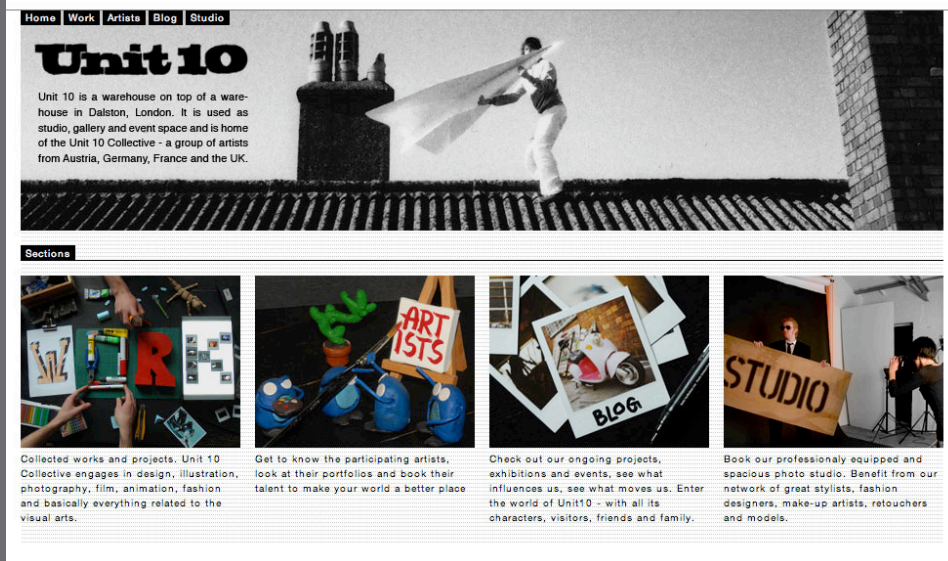 Home Work Artists Blog Studio
Unit 10
Unit 10 is a warehouse on top of a ware-
house in Dalston, London. It is used as
studio, gallery and event space and is home
of the Unit 10 Collective - a group of artists
from Austria, Germany, France and the UK.
Sections
WORK
ART
ISTS
BLOG
STUDIO
Collected works and projects. Unit 10
Collective engages in design, illustration,
photography, film, animation, fashion
and basically everything related to the
visual arts.
Get to know the participating artists,
look at their portfolios and book their
talent to make your world a better place
Check out our ongoing projects,
exhibitions and events, see what
influences us, see what moves us. Enter
the world of Unit10 - with all its
characters, visitors, friends and family.
Book our professionaly equipped and
spacious photo studio. Benefit from our
network of great stylists, fashion
designers, make-up artists, retouchers
and models.